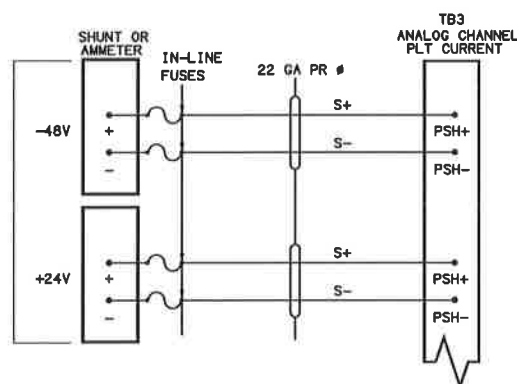 TB3
ANALOG CHANNEL
PLT CURRENT
SHUNT OR
AMMETER
IN-LINE
FUSES
22 GA PR Ø
-48V
+
-
S+
S-
PSH+
PSH-
+24V
+
-
S+
S-
PSH+
PSH-